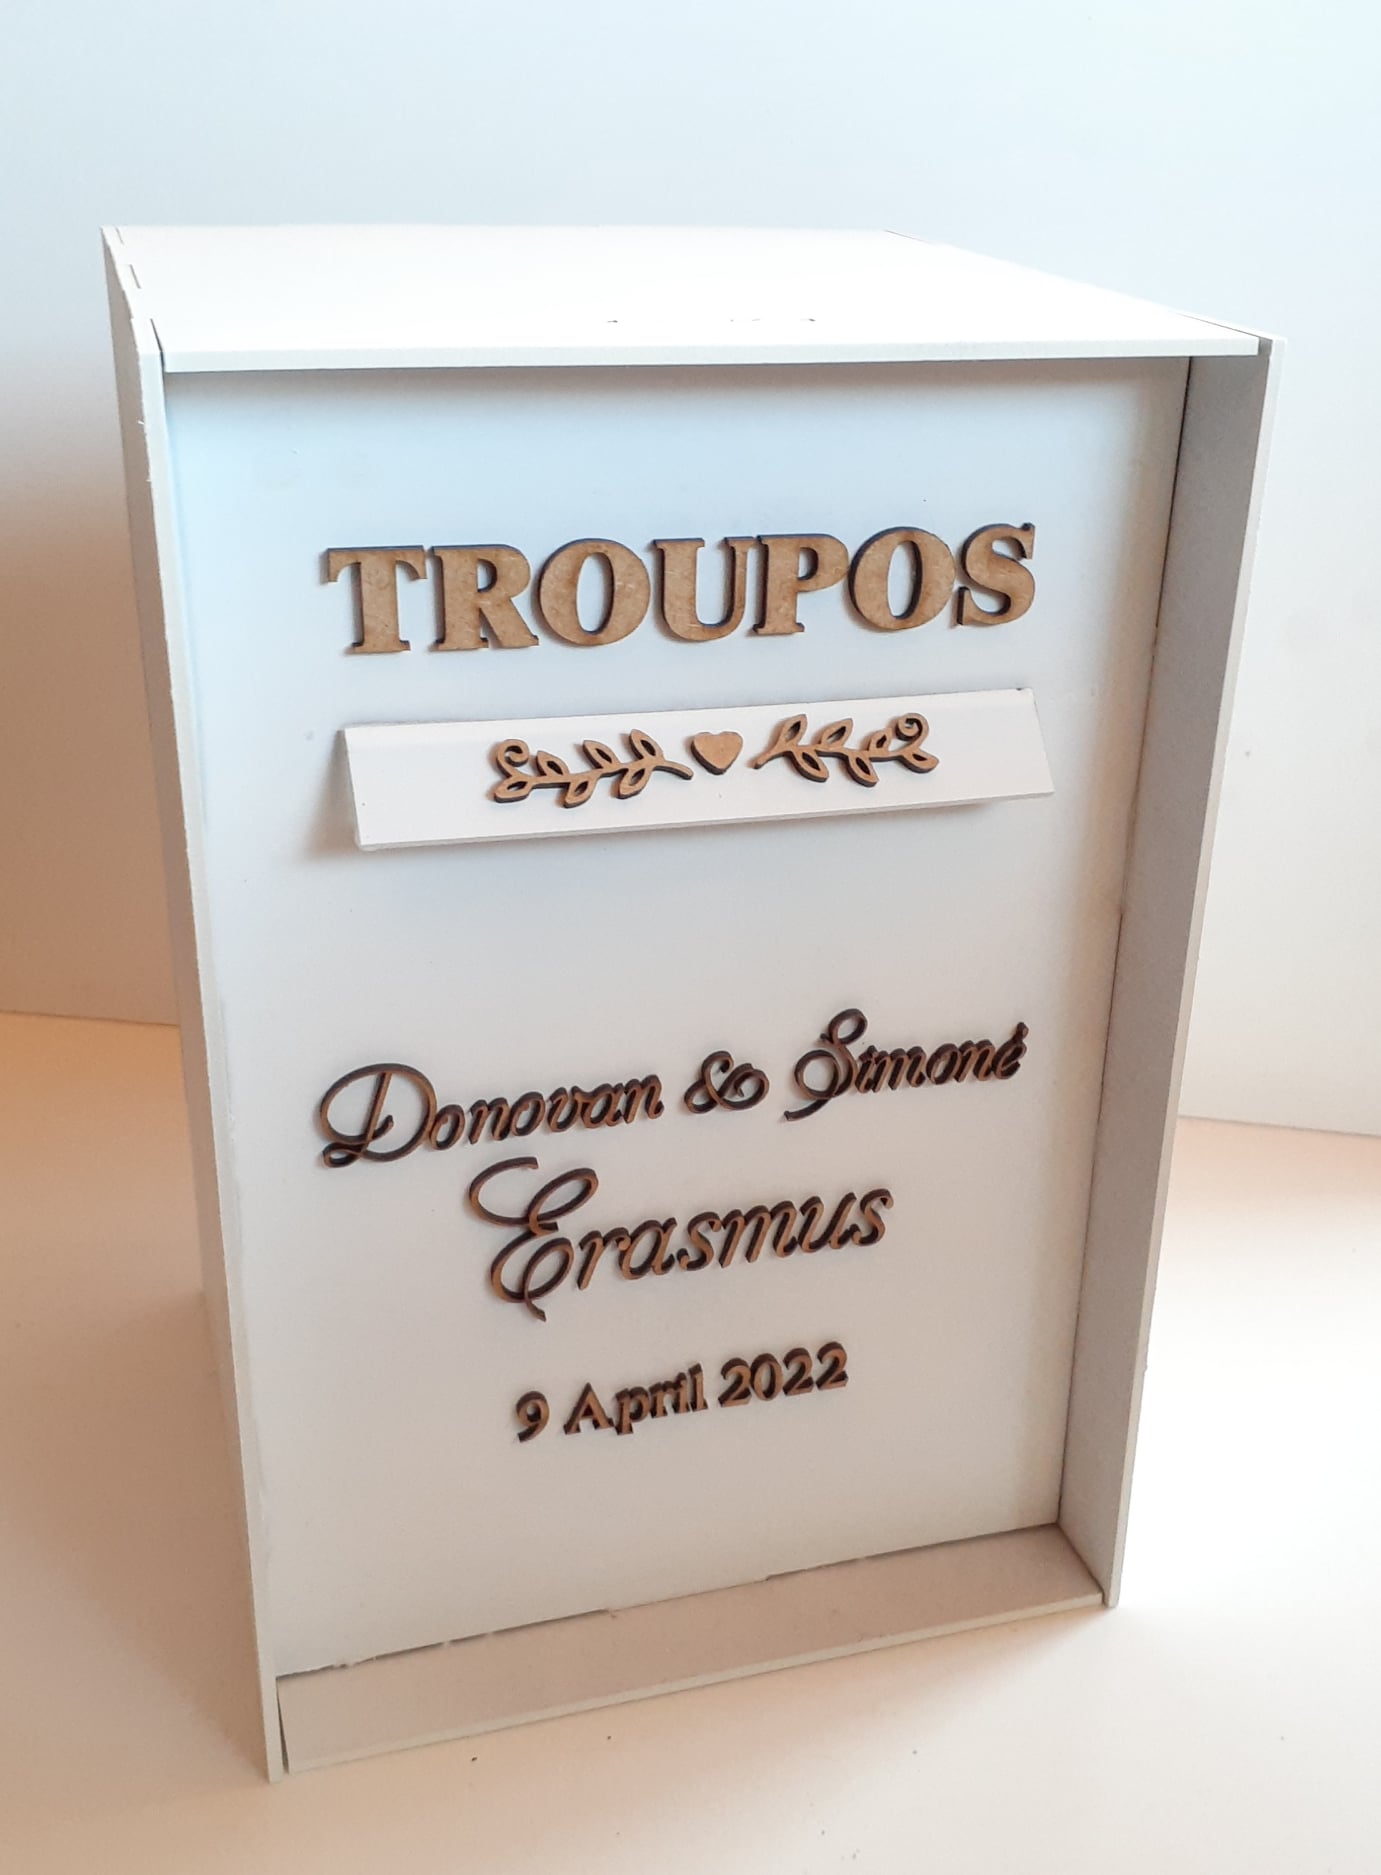 TROUPOS
Donovan & Simoné
Erasmus
9 April 2022